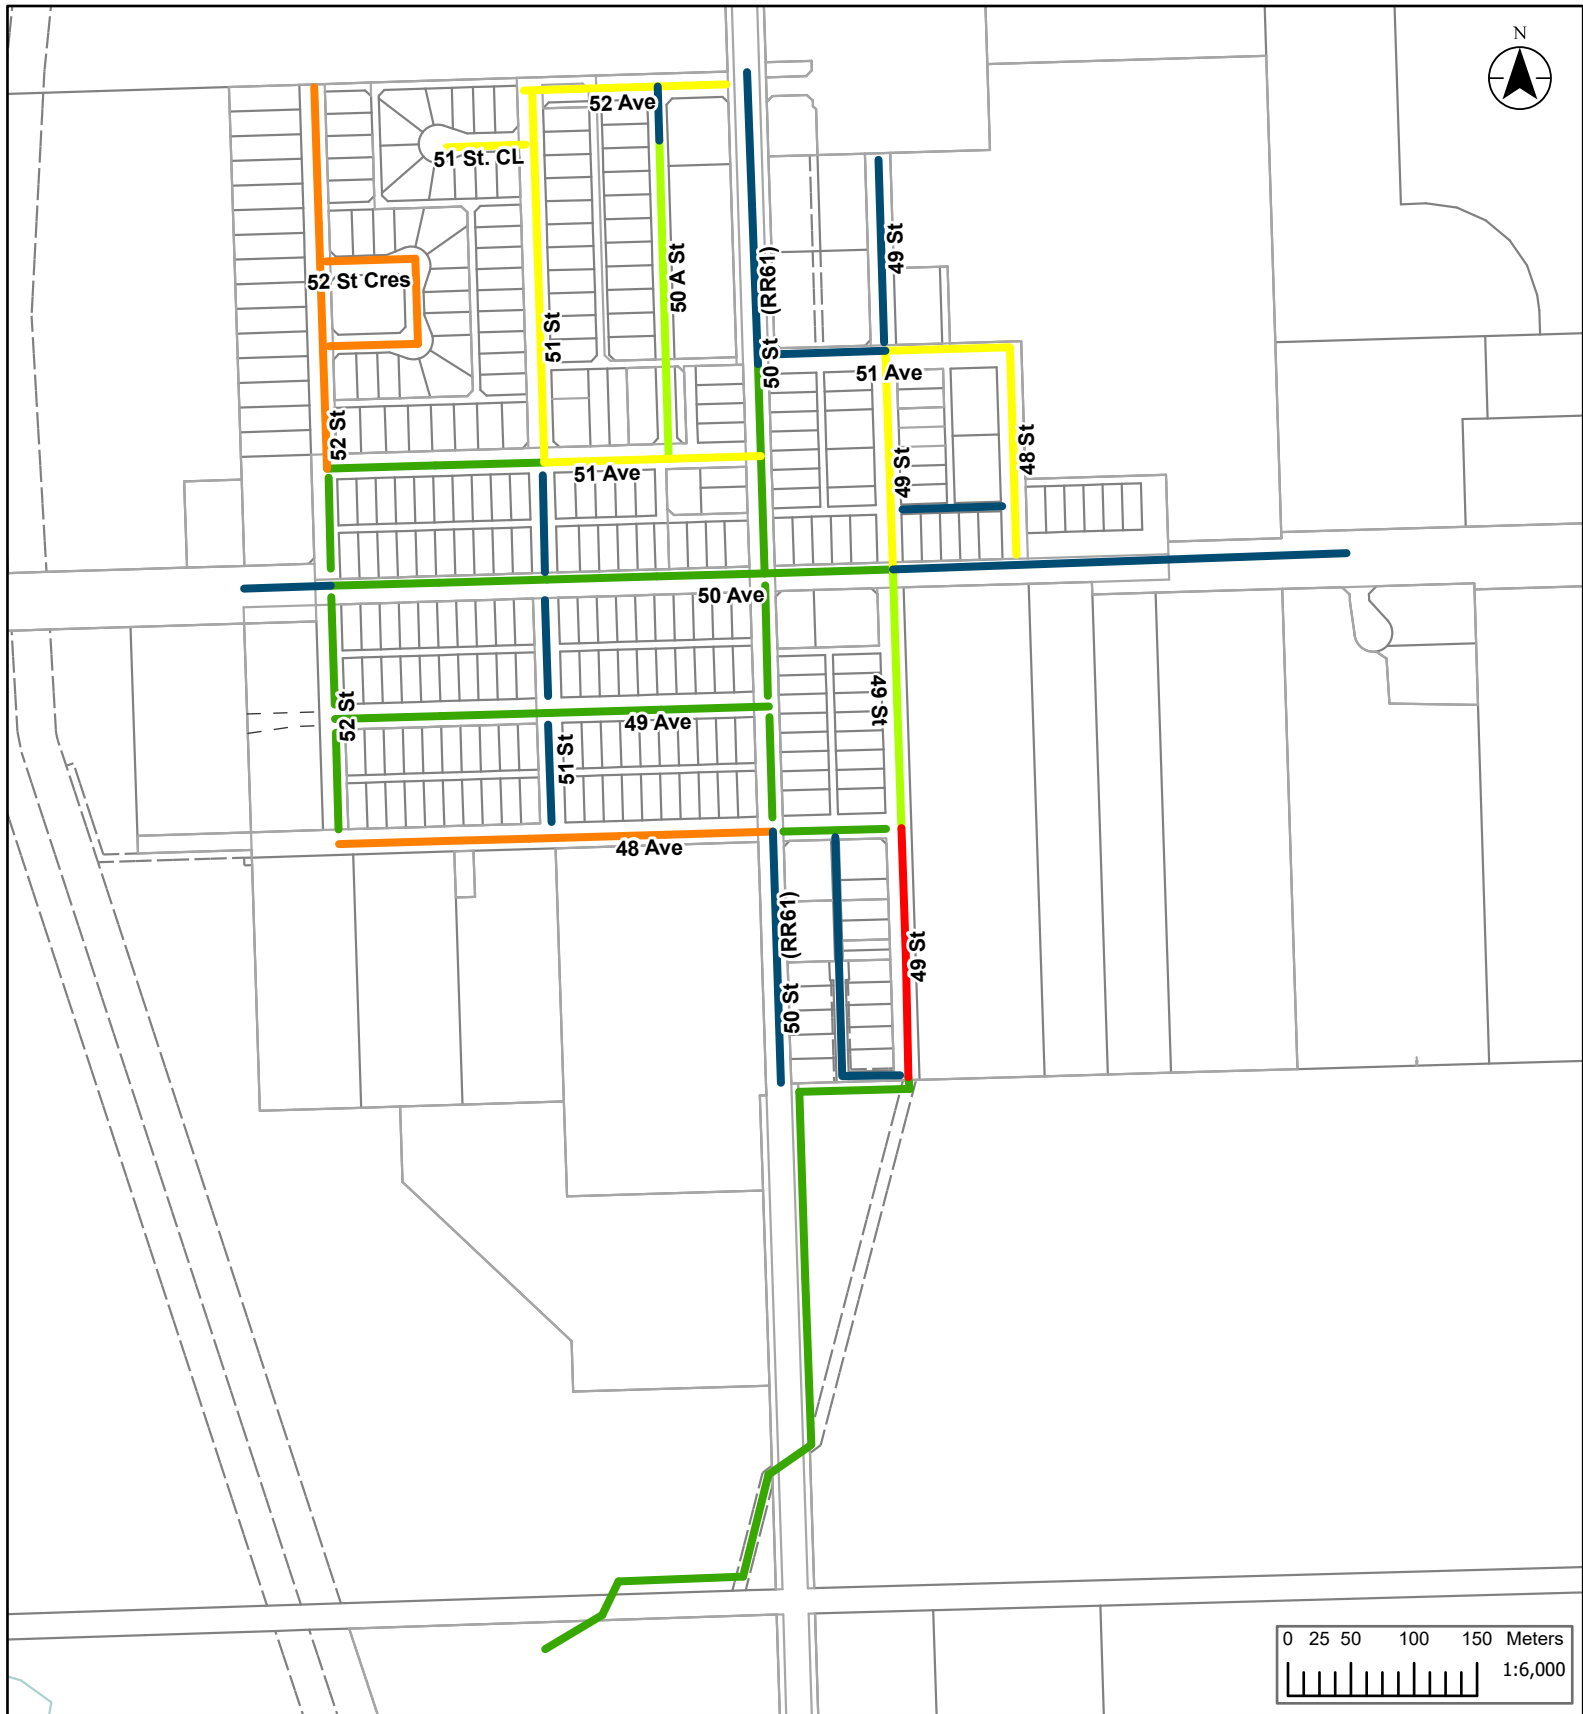 N
52 Ave
51 St. CL
49 St
50 A St
(RR61)
50 St
52 St Cres
51 St
51 Ave
52 St
48 St
49 St
51 Ave
50 Ave
49 St
52 St
49 Ave
51 St
48 Ave
(RR61)
50 St
49 St
0 25 50 100 150 Meters
1:6,000